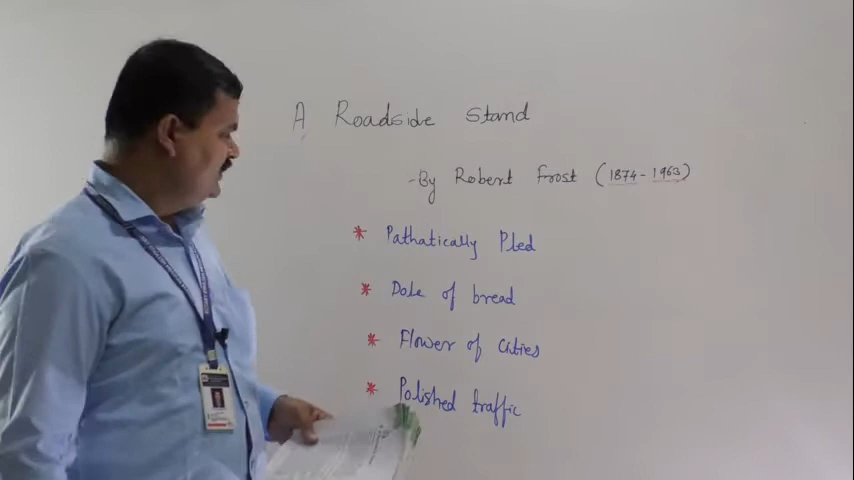 A Roadside Stand
-By Robert Frost (1874-1963)
* Pathatically Pled
* Dole of bread
* Flower of cities
* Polished traffic